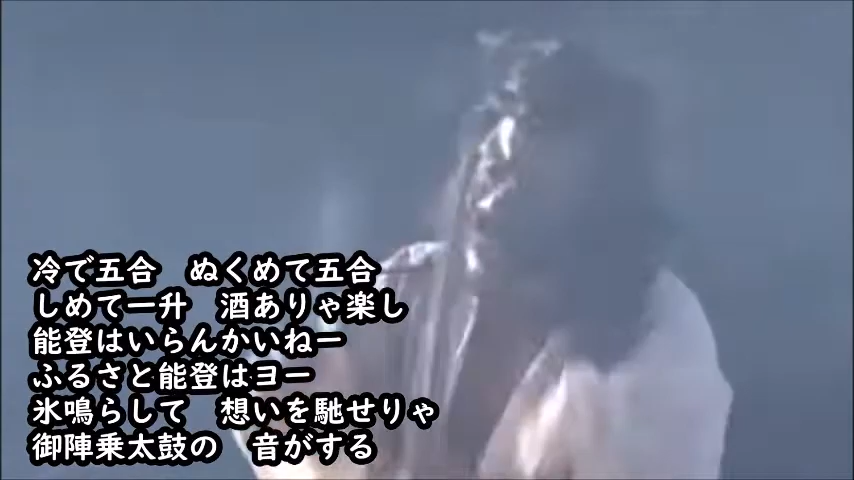 冷で五合　ぬくめて五合
しめて一升　酒ありゃ楽し
能登はいらんかいねー
ふるさと能登はヨー
氷鳴らして　想いを馳せりゃ
御陣乗太鼓の　音がする